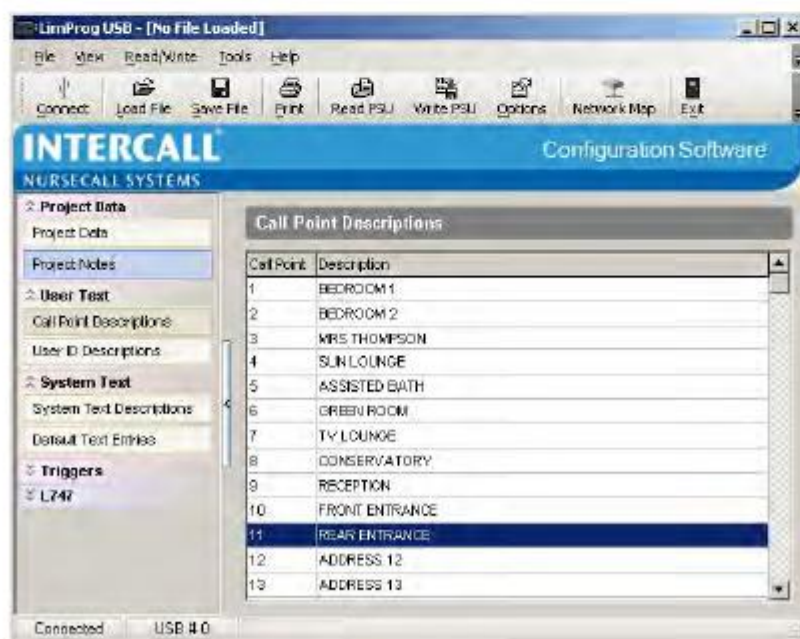 LimProg USB - [No File Loaded]
File View Read/Write Tools Help
Connect Load File Save File Print Read PSU Write PSU Options Network Map Exit
INTERCALL
Configuration Software
NURSECALL SYSTEMS
Project Data
Project Data
Project Notes
User Text
Call Point Descriptions
User ID Descriptions
System Text
System Text Descriptions
Default Text Entries
Triggers
L747
Call Point Descriptions
Call Point Description
1 BEDROOM 1
2 BEDROOM 2
3 MRS THOMPSON
4 SUN LOUNGE
5 ASSISTED BATH
6 GREEN ROOM
7 TV LOUNGE
8 CONSERVATORY
9 RECEPTION
10 FRONT ENTRANCE
11 REAR ENTRANCE
12 ADDRESS 12
13 ADDRESS 13
Connected USB 4.0